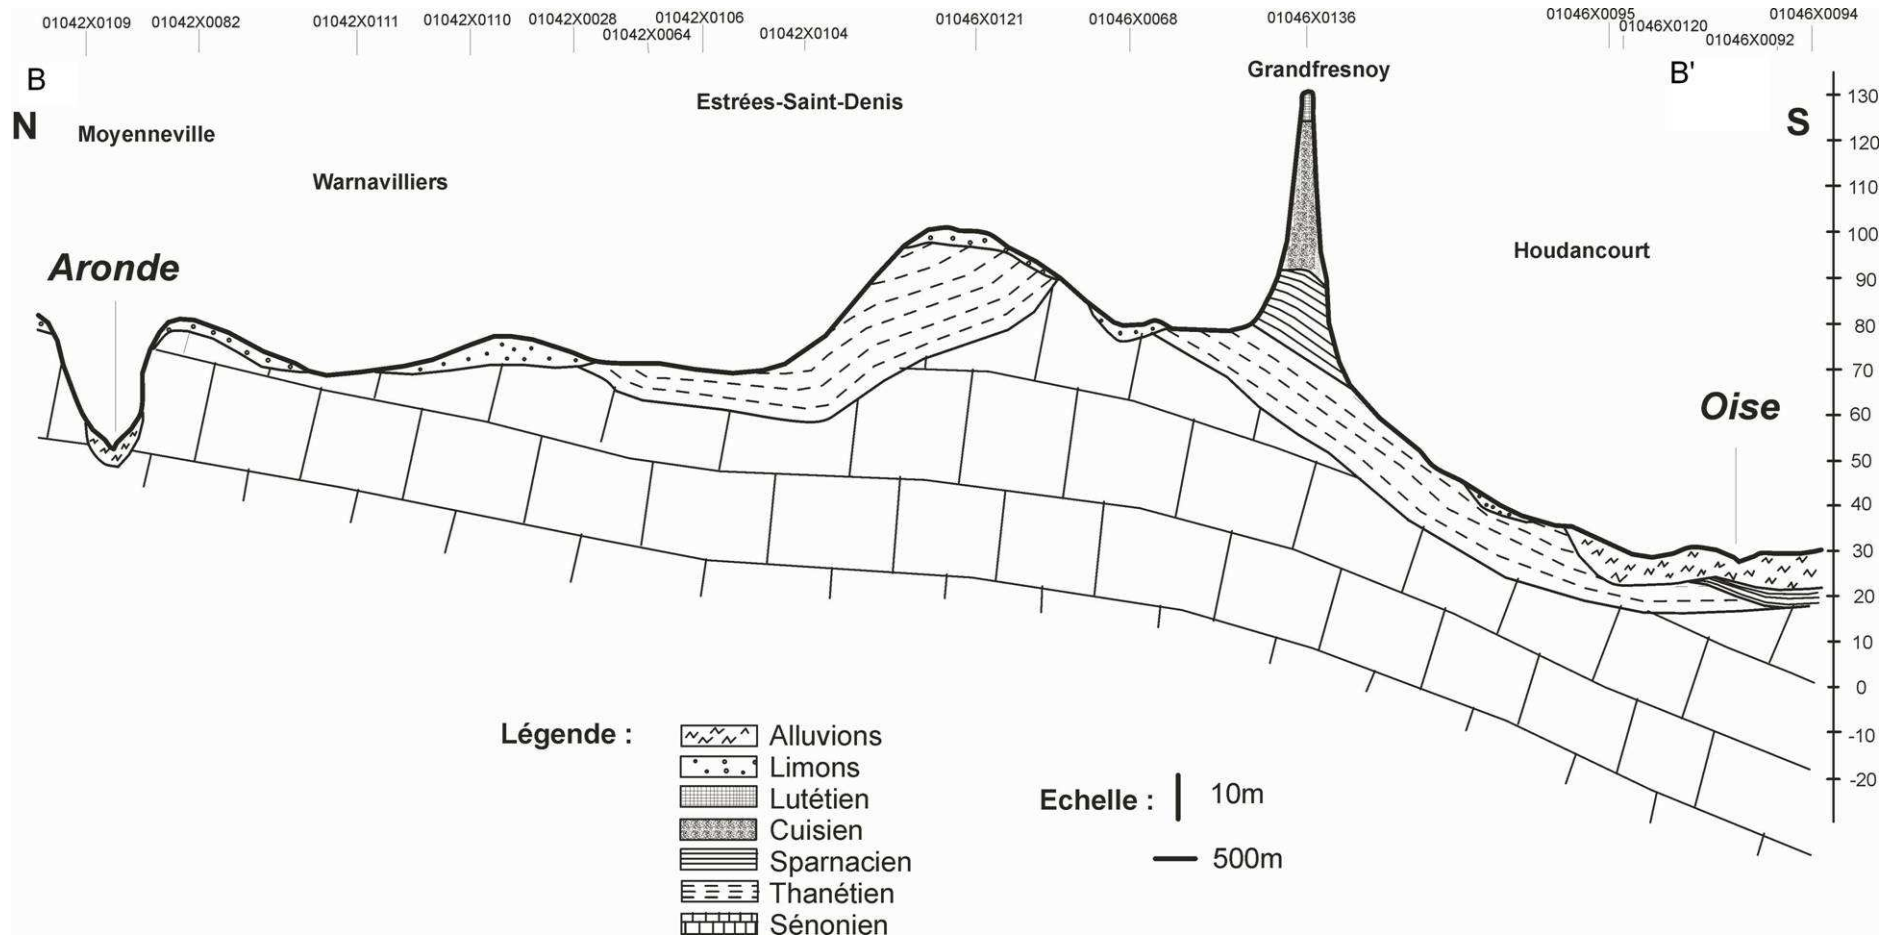 01042X0109
01042X0082
01042X0111
01042X0110
01042X0028
01042X0106
01042X0064
01042X0104
01046X0121
01046X0068
01046X0136
01046X0095
01046X0120
01046X0092
01046X0094
B
B'
N
S
Moyenneville
Warnavilliers
Estrées-Saint-Denis
Grandfresnoy
Houdancourt
Aronde
Oise
130
120
110
100
90
80
70
60
50
40
30
20
10
0
-10
-20
Légende :
Alluvions
Limons
Lutétien
Cuisien
Sparnacien
Thanétien
Sénonien
Echelle :
10m
500m